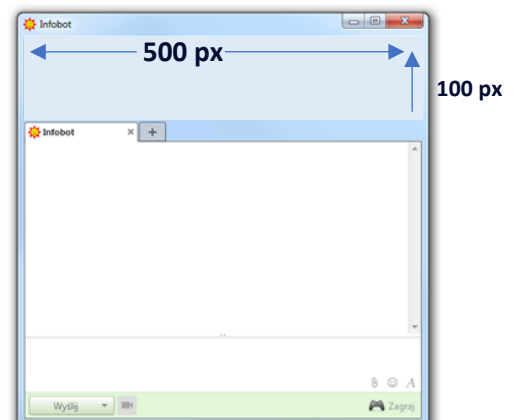 Infobot
500 px
100 px
Infobot
Wyślij
A Zagraj